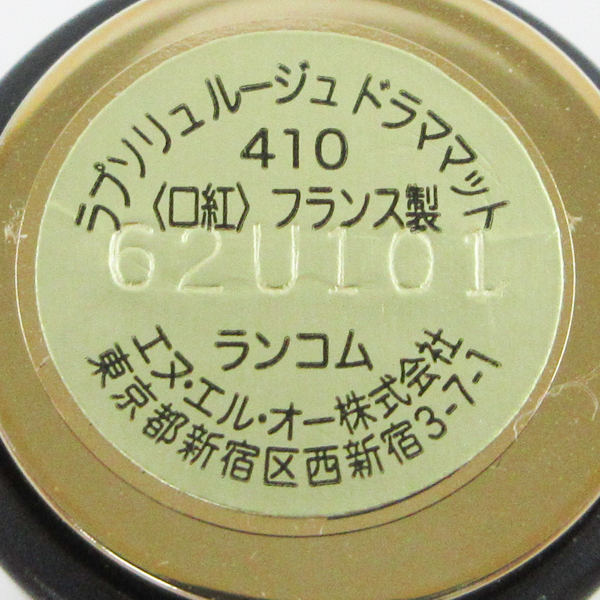 ラプソリュ ルージュ ドラママット
410
〈口紅〉フランス製
62U101
ランコム
エヌ・エル・オー株式会社
東京都新宿区西新宿3-7-1